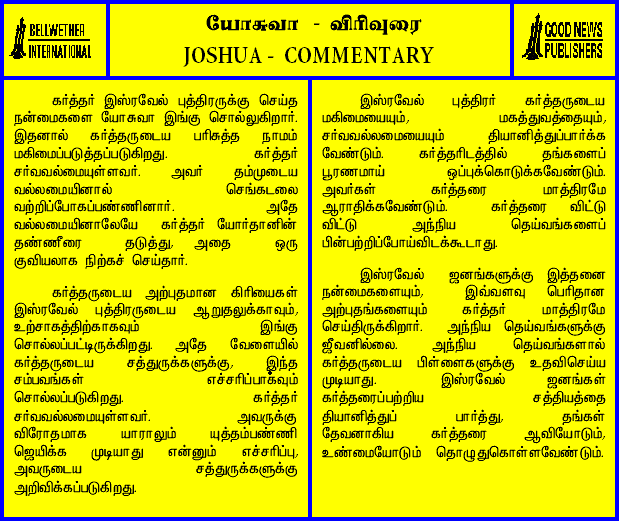 BELLWETHER
INTERNATIONAL
யோசுவா - விரிவுரை
JOSHUA - COMMENTARY
GOOD NEWS
PUBLISHERS
கர்த்தர் இஸ்ரவேல் புத்திரருக்கு செய்த
நன்மைகளை யோசுவா இங்கு சொல்லுகிறார்.
இதனால் கர்த்தருடைய பரிசுத்த நாமம்
மகிமைப்படுத்தப்படுகிறது. கர்த்தர்
சர்வவல்மையுள்ளவர். அவர் தம்முடைய
வல்லமையினால் செங்கடலை
வற்றிப்போகப்பண்ணினார். அதே
வல்லமையினாலேயே கர்த்தர் யோர்தானின்
தண்ணீரை தடுத்து, அதை ஒரு
குவியலாக நிற்கச் செய்தார்.
கர்த்தருடைய அற்புதமான கிரியைகள்
இஸ்ரவேல் புத்திரருடைய ஆறுதலுக்காவும்,
உற்சாகத்திற்காகவும் இங்கு
சொல்லப்பட்டிருக்கிறது. அதே வேளையில்
கர்த்தருடைய சத்துருக்களுக்கு, இந்த
சம்பவங்கள் எச்சரிப்பாக்வும்
சொல்லப்படுகிறது. கர்த்தர்
சர்வவல்லமையுள்ளவர். அவருக்கு
விரோதமாக யாராலும் யுத்தம்பண்ணி
ஜெயிக்க முடியாது என்னும் எச்சரிப்பு,
அவருடைய சத்துருக்களுக்கு
அறிவிக்கப்படுகிறது.
இஸ்ரவேல் புத்திரர் கர்த்தருடைய
மகிமையையும், மகத்துவத்தையும்,
சர்வவல்லமையையும் தியானித்துப்பார்க்க
வேண்டும். கர்த்தரிடத்தில் தங்களைப்
பூரணமாய் ஒப்புக்கொடுக்கவேண்டும்.
அவர்கள் கர்த்தரை மாத்திரமே
ஆராதிக்கவேண்டும். கர்த்தரை விட்டு
விட்டு அந்நிய தெய்வங்களைப்
பின்பற்றிப்போய்விடக்கூடாது.
இஸ்ரவேல் ஜனங்களுக்கு இத்தனை
நன்மைகளையும், இவ்வளவு பெரிதான
அற்புதங்களையும் கர்த்தர் மாத்திரமே
செய்திருக்கிறார். அந்நிய தெய்வங்களுக்கு
ஜீவனில்லை. அந்நிய தெய்வங்களால்
கர்த்தருடைய பிள்ளைகளுக்கு உதவிசெய்ய
முடியாது. இஸ்ரவேல் ஜனங்கள்
கர்த்தரைப்பற்றிய சத்தியத்தை
தியானித்துப் பார்த்து, தங்கள்
தேவனாகிய கர்த்தரை ஆவியோடும்,
உண்மையோடும் தொழுதுகொள்ளவேண்டும்.